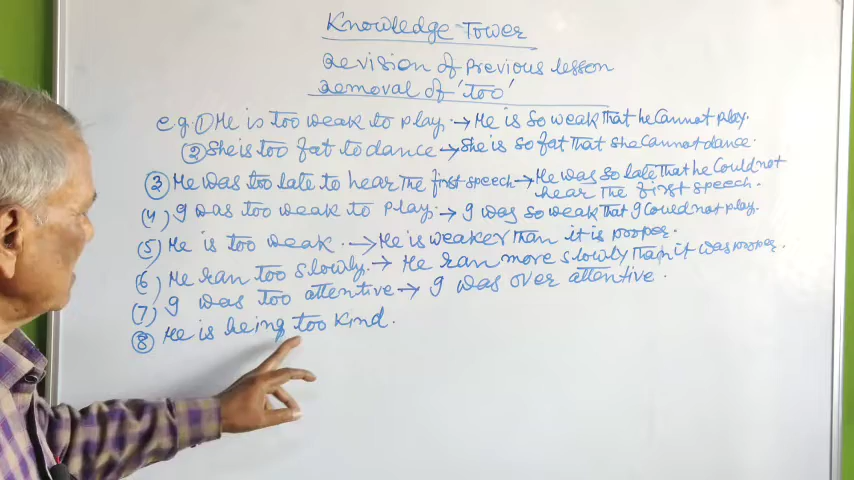 Knowledge-Tower
Revision of Previous lesson
Removal of 'too'
e.g. ① He is too weak to play. → He is so weak that he cannot play.
② She is too fat to dance → She is so fat that she cannot dance.
③ He was too late to hear the first speech → He was so late that he could not
hear the first speech.
(4) I was too weak to play. → I was so weak that I could not play.
(5) He is too weak. → He is weaker than it is proper.
(6) He ran too slowly. → He ran more slowly than it was proper.
(7) I was too attentive → I was over attentive.
⑧ He is being too kind.